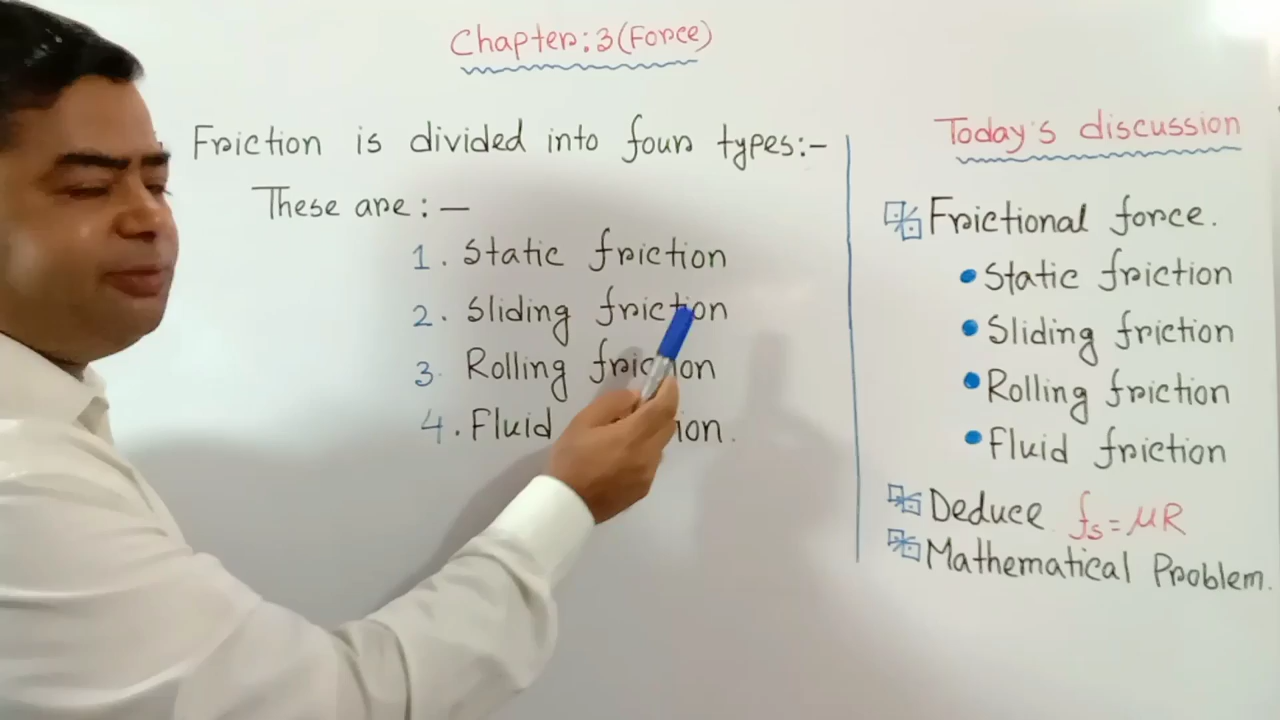 Chapter: 3 (Force)
Friction is divided into four types:-
These are: —
1. Static friction
2. Sliding friction
3. Rolling friction
4. Fluid
Today's discussion
Frictional force.
• Static friction
• Sliding friction
• Rolling friction
• Fluid friction
Deduce fs = μR
Mathematical Problem.